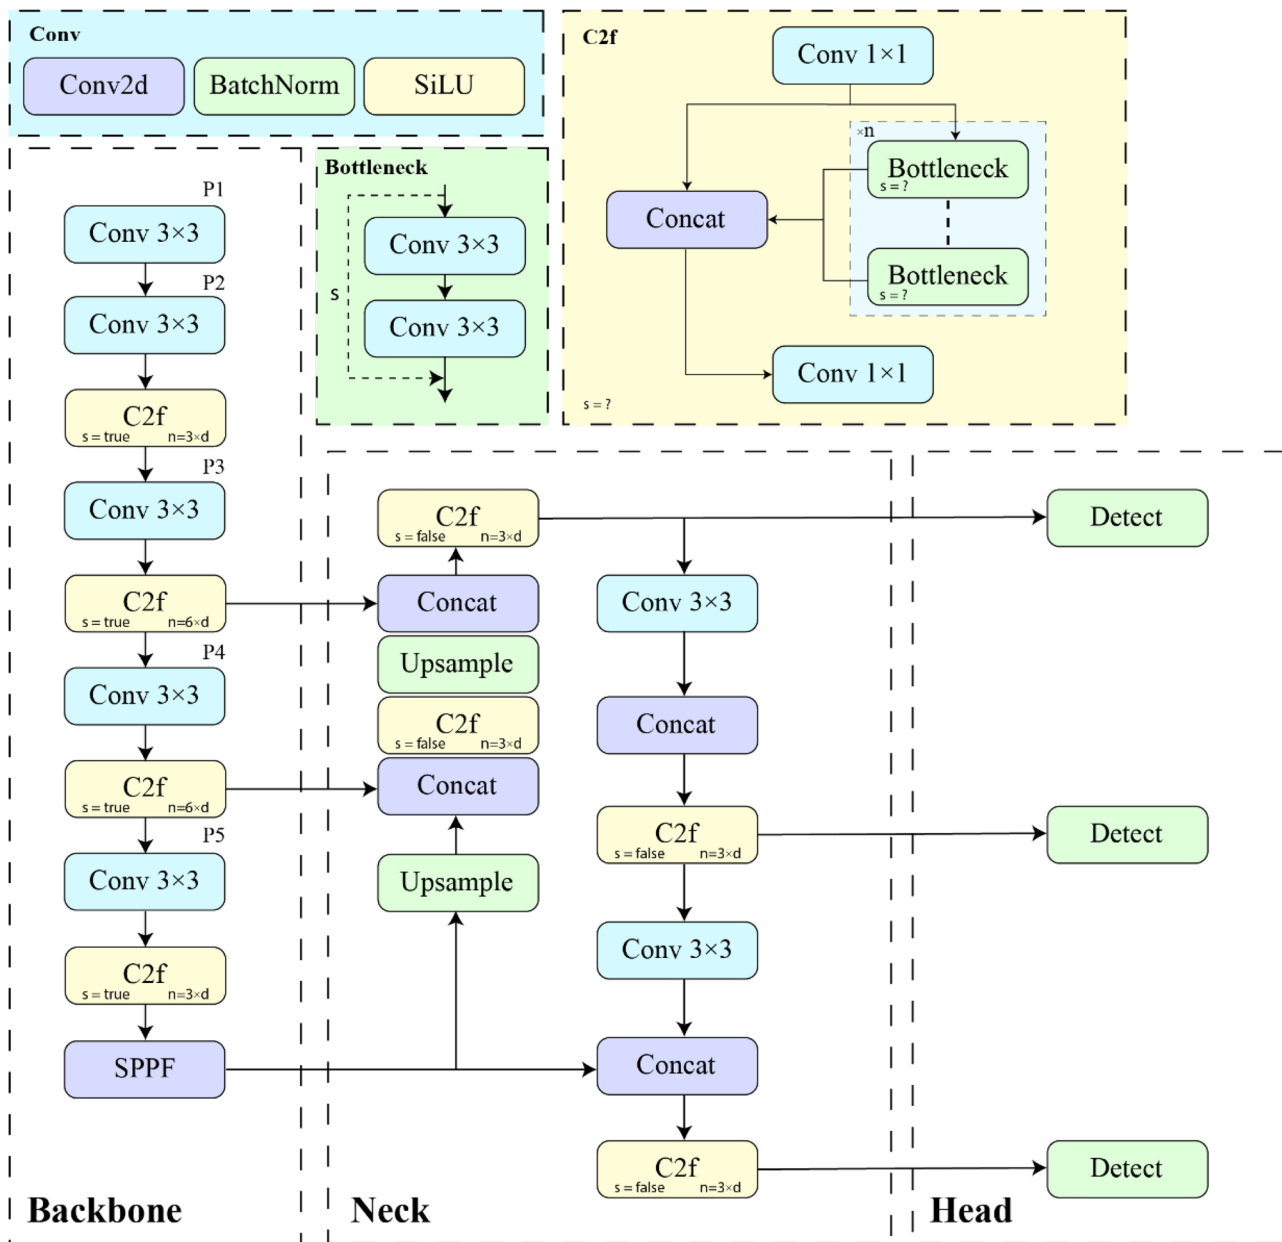 Conv
Conv2d
BatchNorm
SiLU
C2f
Conv 1×1
×n
Bottleneck
s = ?
Concat
Bottleneck
s = ?
Conv 1×1
s = ?
Bottleneck
Conv 3×3
s
Conv 3×3
P1
Conv 3×3
P2
Conv 3×3
C2f
s = true n=3×d
P3
Conv 3×3
C2f
s = true n=6×d
P4
Conv 3×3
C2f
s = true n=6×d
P5
Conv 3×3
C2f
s = true n=3×d
SPPF
Backbone
C2f
s = false n=3×d
Concat
Upsample
C2f
s = false n=3×d
Concat
Upsample
Conv 3×3
Concat
C2f
s = false n=3×d
Conv 3×3
Concat
C2f
s = false n=3×d
Neck
Detect
Detect
Detect
Head